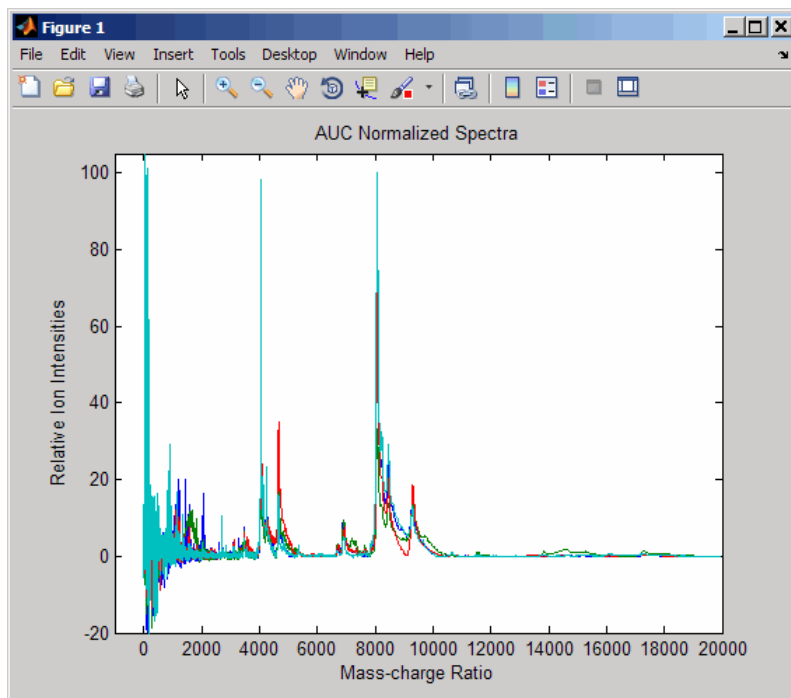 Figure 1
File Edit View Insert Tools Desktop Window Help
AUC Normalized Spectra
100
80
60
40
20
0
-20
Relative Ion Intensities
0 2000 4000 6000 8000 10000 12000 14000 16000 18000 20000
Mass-charge Ratio